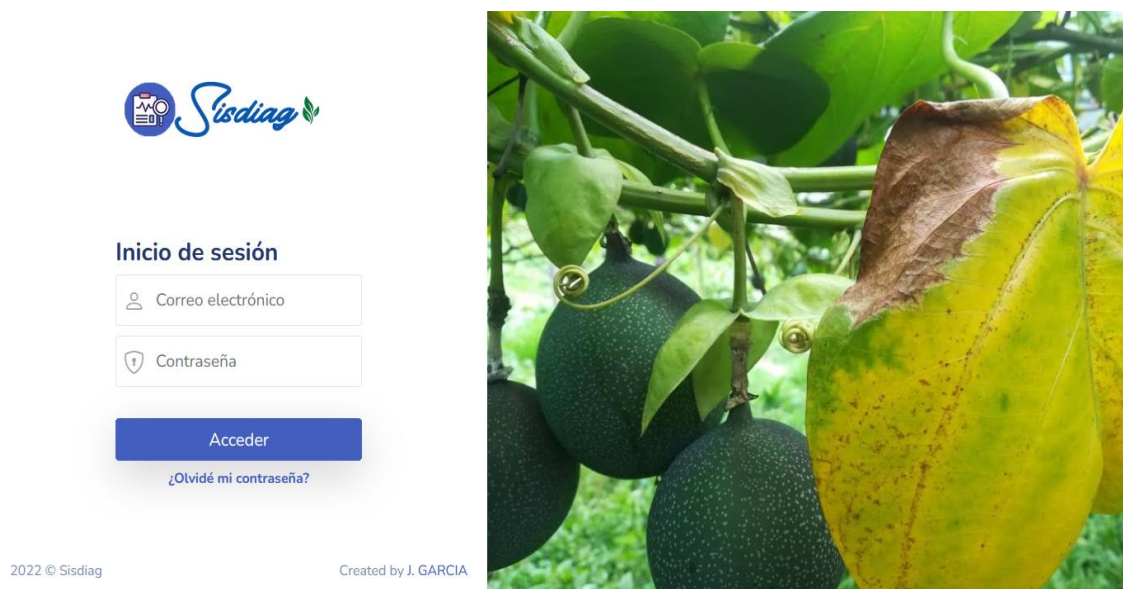 Sisdiag
Inicio de sesión
Correo electrónico
Contraseña
Acceder
¿Olvidé mi contraseña?
2022 © Sisdiag
Created by J. GARCIA